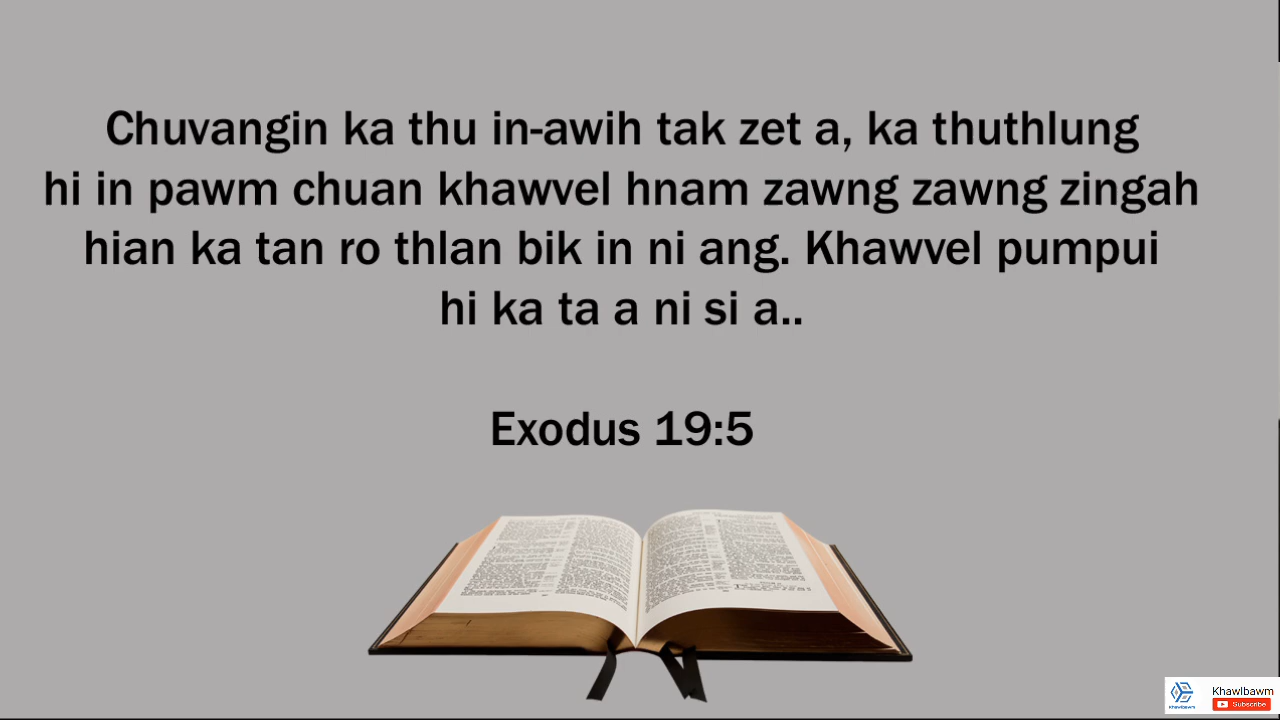 Chuvangin ka thu in-awih tak zet a, ka thuthlung
hi in pawm chuan khawvel hnam zawng zawng zingah
hian ka tan ro thlan bik in ni ang. Khawvel pumpui
hi ka ta a ni si a..
Exodus 19:5
Khawlbawm
Khawlbawm
Subscribe